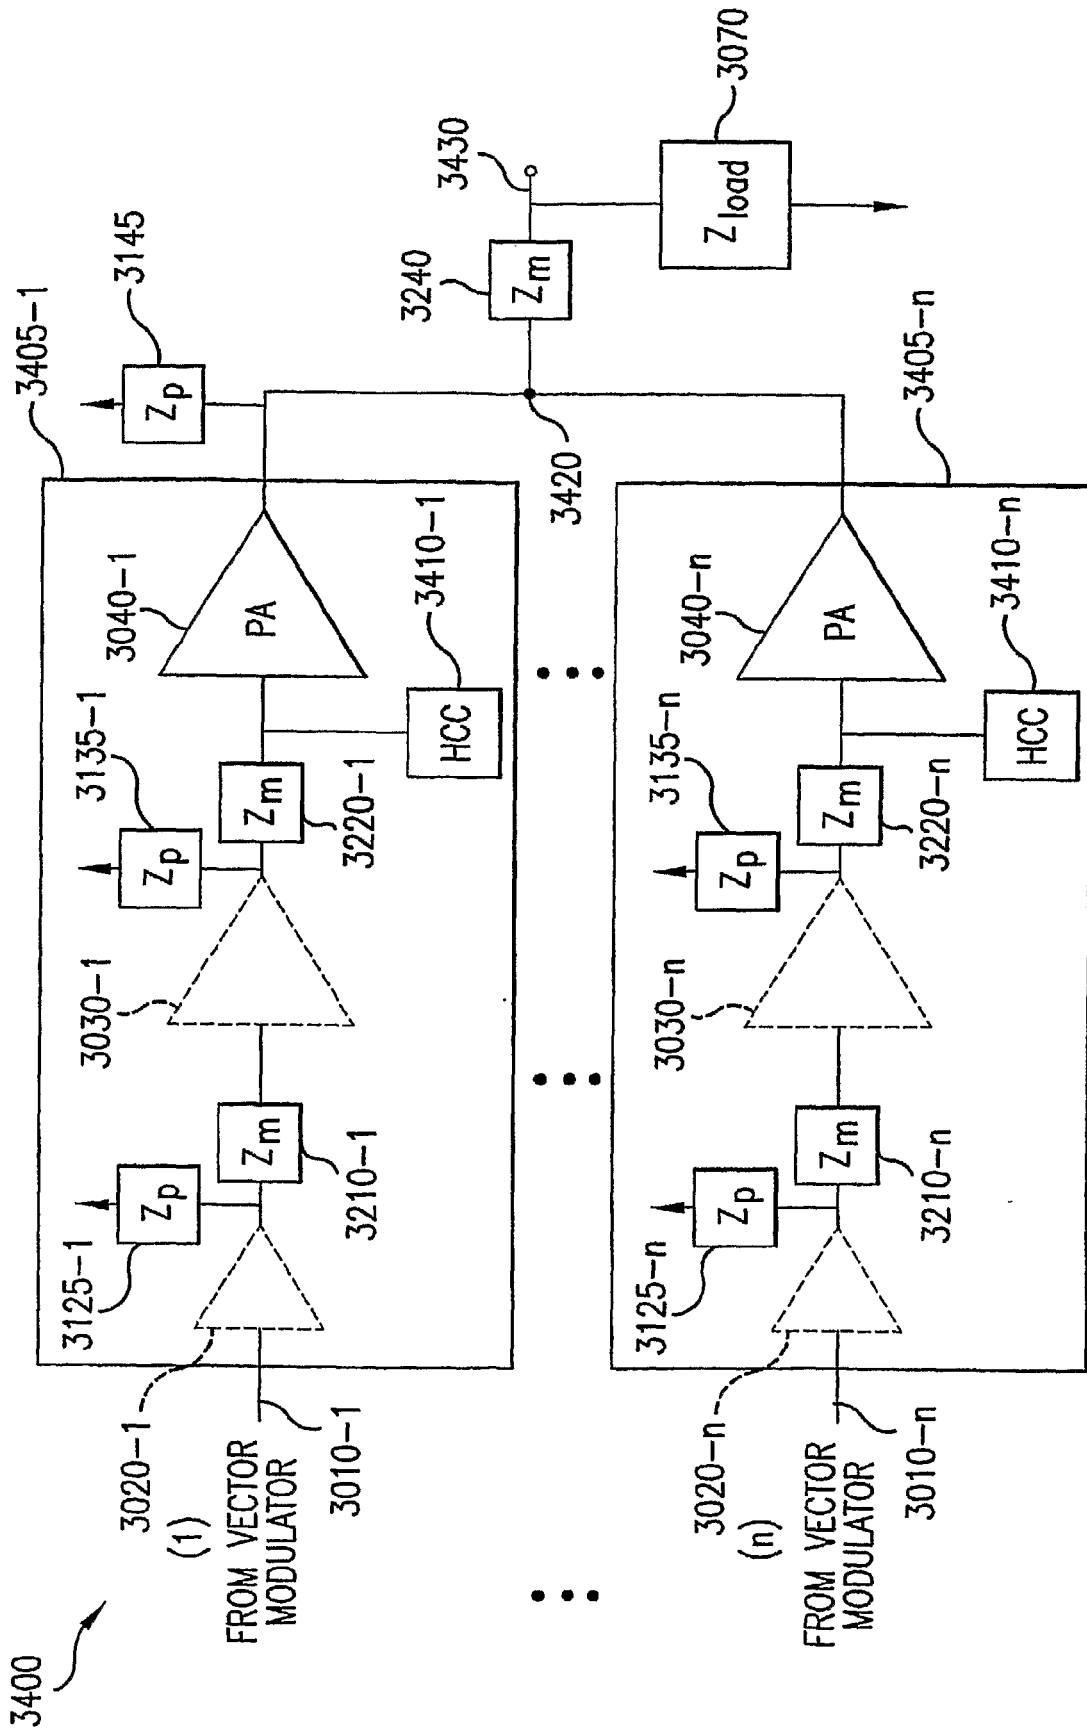 3400
(1)
FROM VECTOR
MODULATOR
3010-1
3020-1
3125-1
Zp
Zm
3210-1
3030-1
3135-1
Zp
Zm
3220-1
3040-1
PA
HCC
3410-1
3405-1
Zp
3145
3420
3240
Zm
3430
Zload
3070
(n)
FROM VECTOR
MODULATOR
3010-n
3020-n
3125-n
Zp
Zm
3210-n
3030-n
3135-n
Zp
Zm
3220-n
3040-n
PA
HCC
3410-n
3405-n